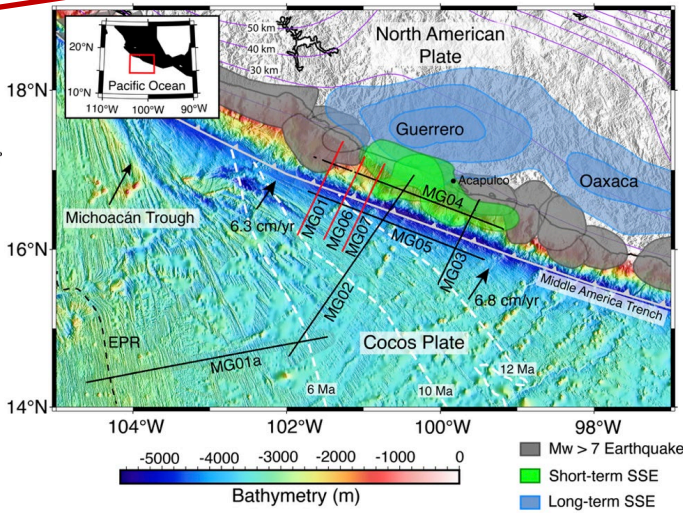 50 km
40 km
30 km
20°N
10°N
110°W
100°W
90°W
Pacific Ocean
North American
Plate
18°N
Guerrero
Acapulco
Oaxaca
Michoacán Trough
6.3 cm/yr
MG01
MG06
MG07
MG04
MG05
MG03
MG02
16°N
6.8 cm/yr
Middle America Trench
EPR
Cocos Plate
MG01a
6 Ma
10 Ma
12 Ma
14°N
104°W
102°W
100°W
98°W
-5000
-4000
-3000
-2000
-1000
0
Bathymetry (m)
Mw > 7 Earthquake
Short-term SSE
Long-term SSE